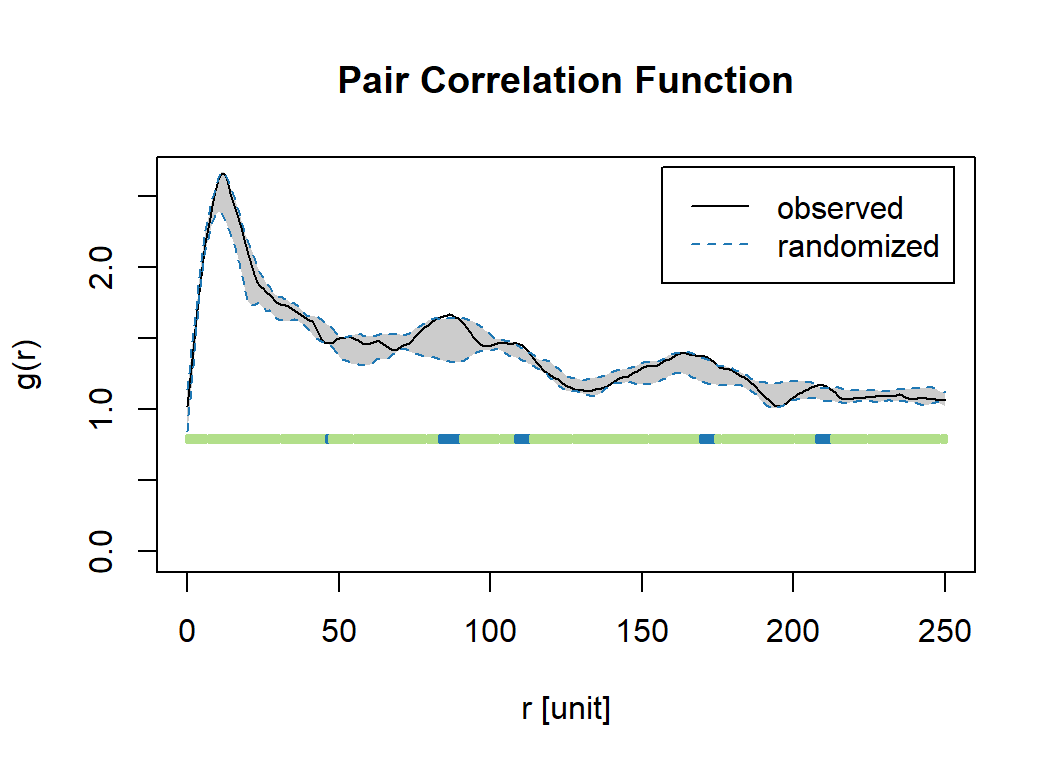 Pair Correlation Function
observed
randomized
g(r)
2.0
1.0
0.0
0 50 100 150 200 250
r [unit]